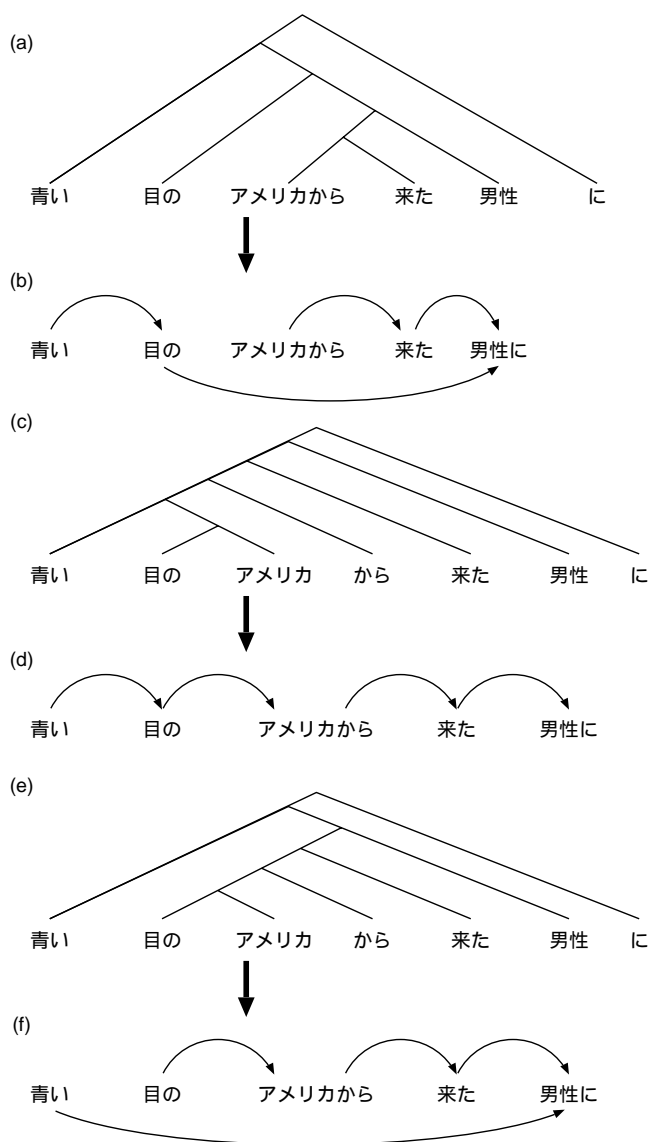 (a)
青い 目の アメリカから 来た 男性 に
(b)
青い 目の アメリカから 来た 男性に
(c)
青い 目の アメリカ から 来た 男性 に
(d)
青い 目の アメリカから 来た 男性に
(e)
青い 目の アメリカ から 来た 男性 に
(f)
青い 目の アメリカから 来た 男性に